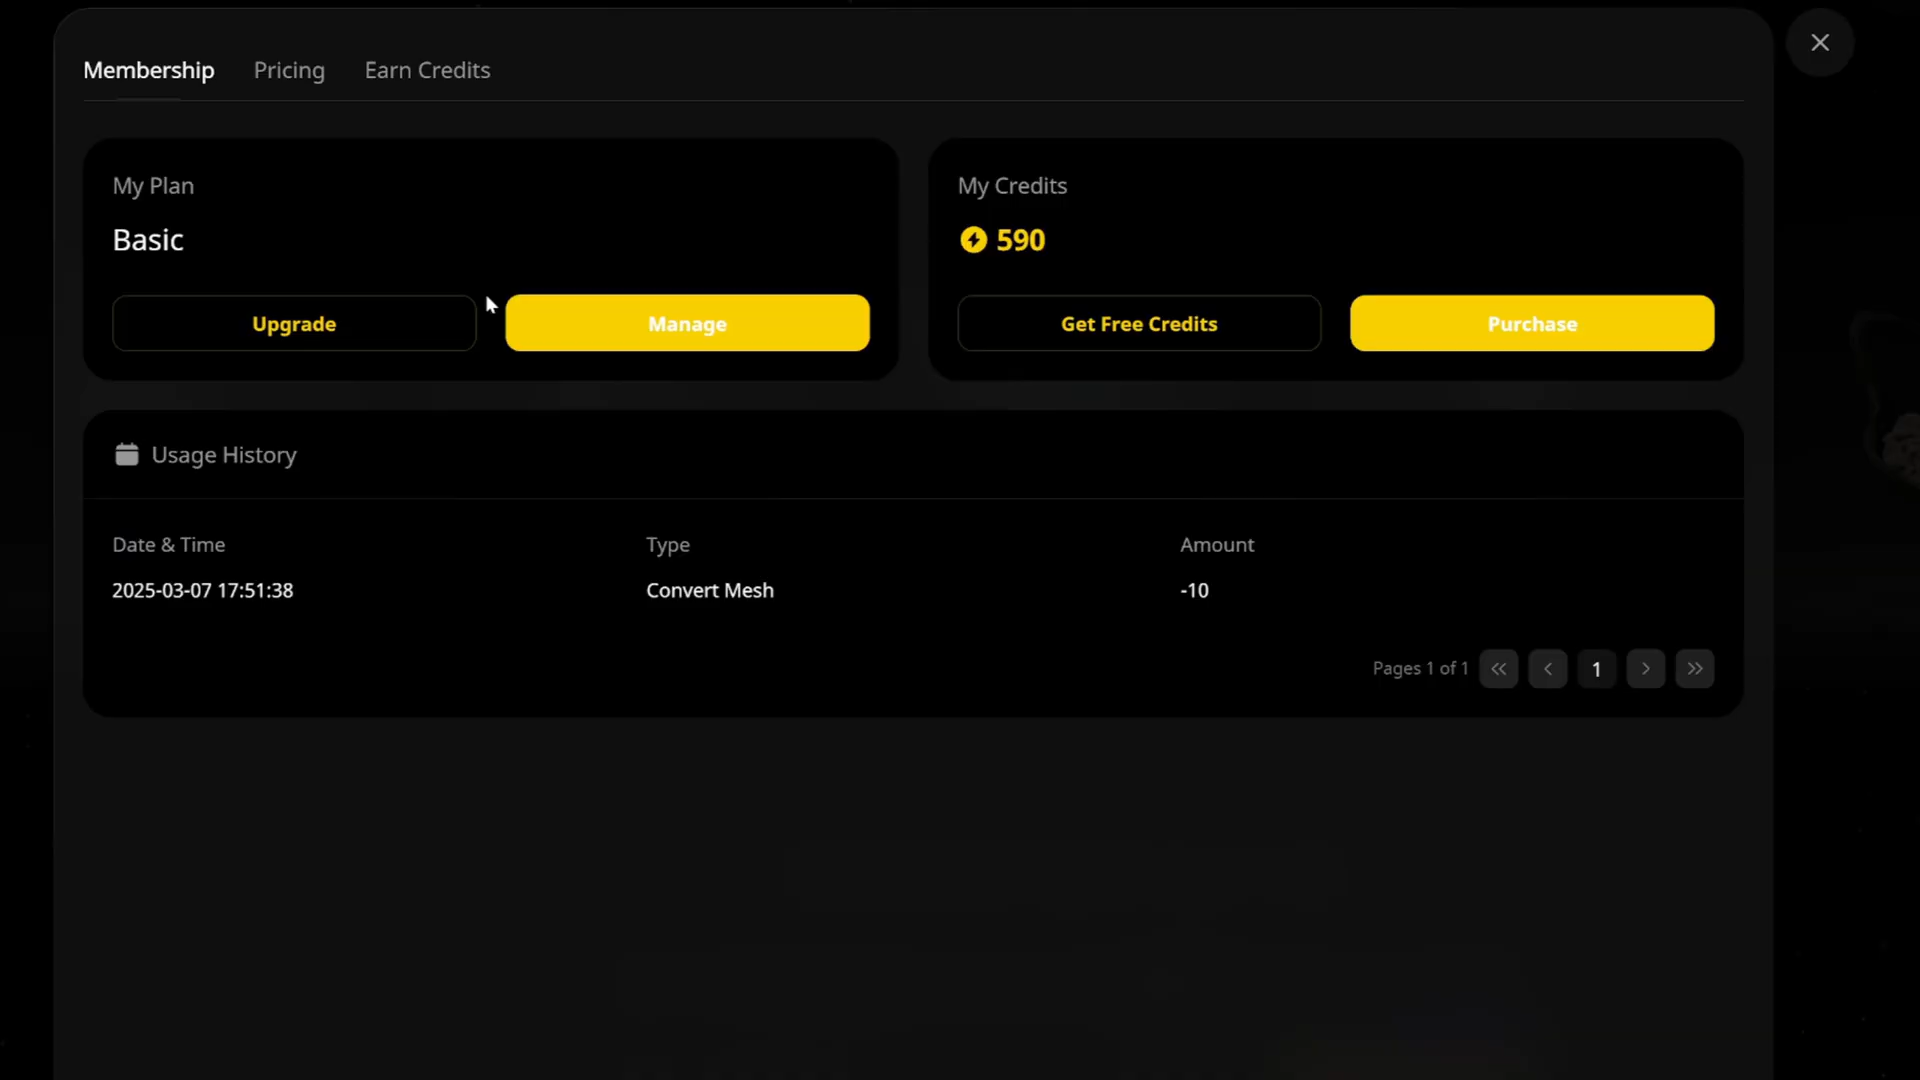 Membership Pricing Earn Credits
My Plan
Basic
Upgrade Manage
My Credits
590
Get Free Credits Purchase
Usage History
Date & Time Type Amount
2025-03-07 17:51:38 Convert Mesh -10
Pages 1 of 1 « ‹ 1 › »